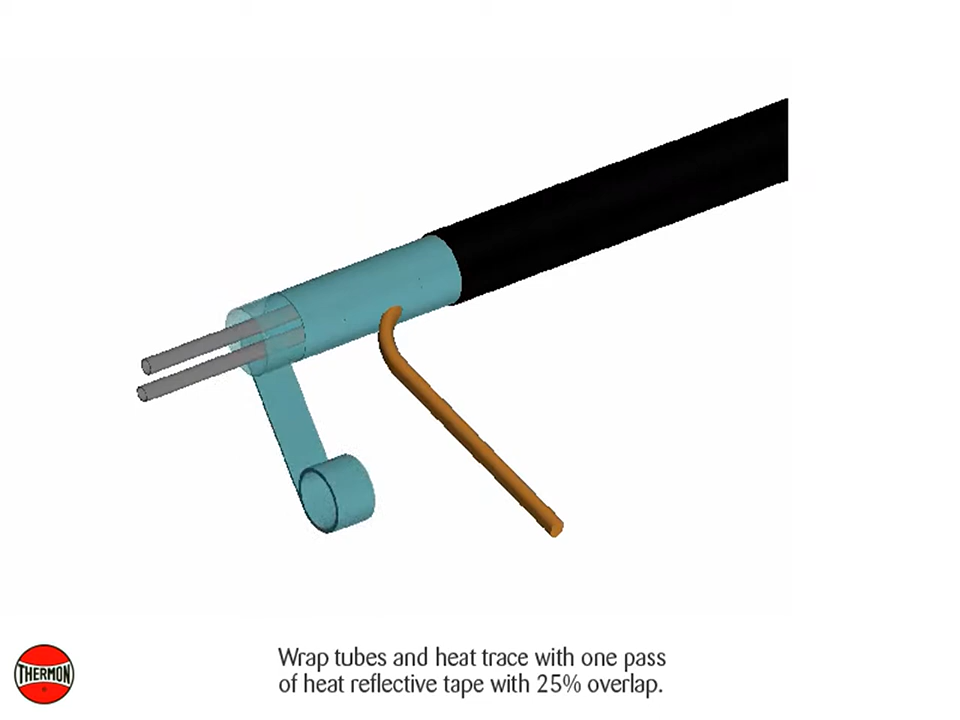 THERMON
Wrap tubes and heat trace with one pass
of heat reflective tape with 25% overlap.